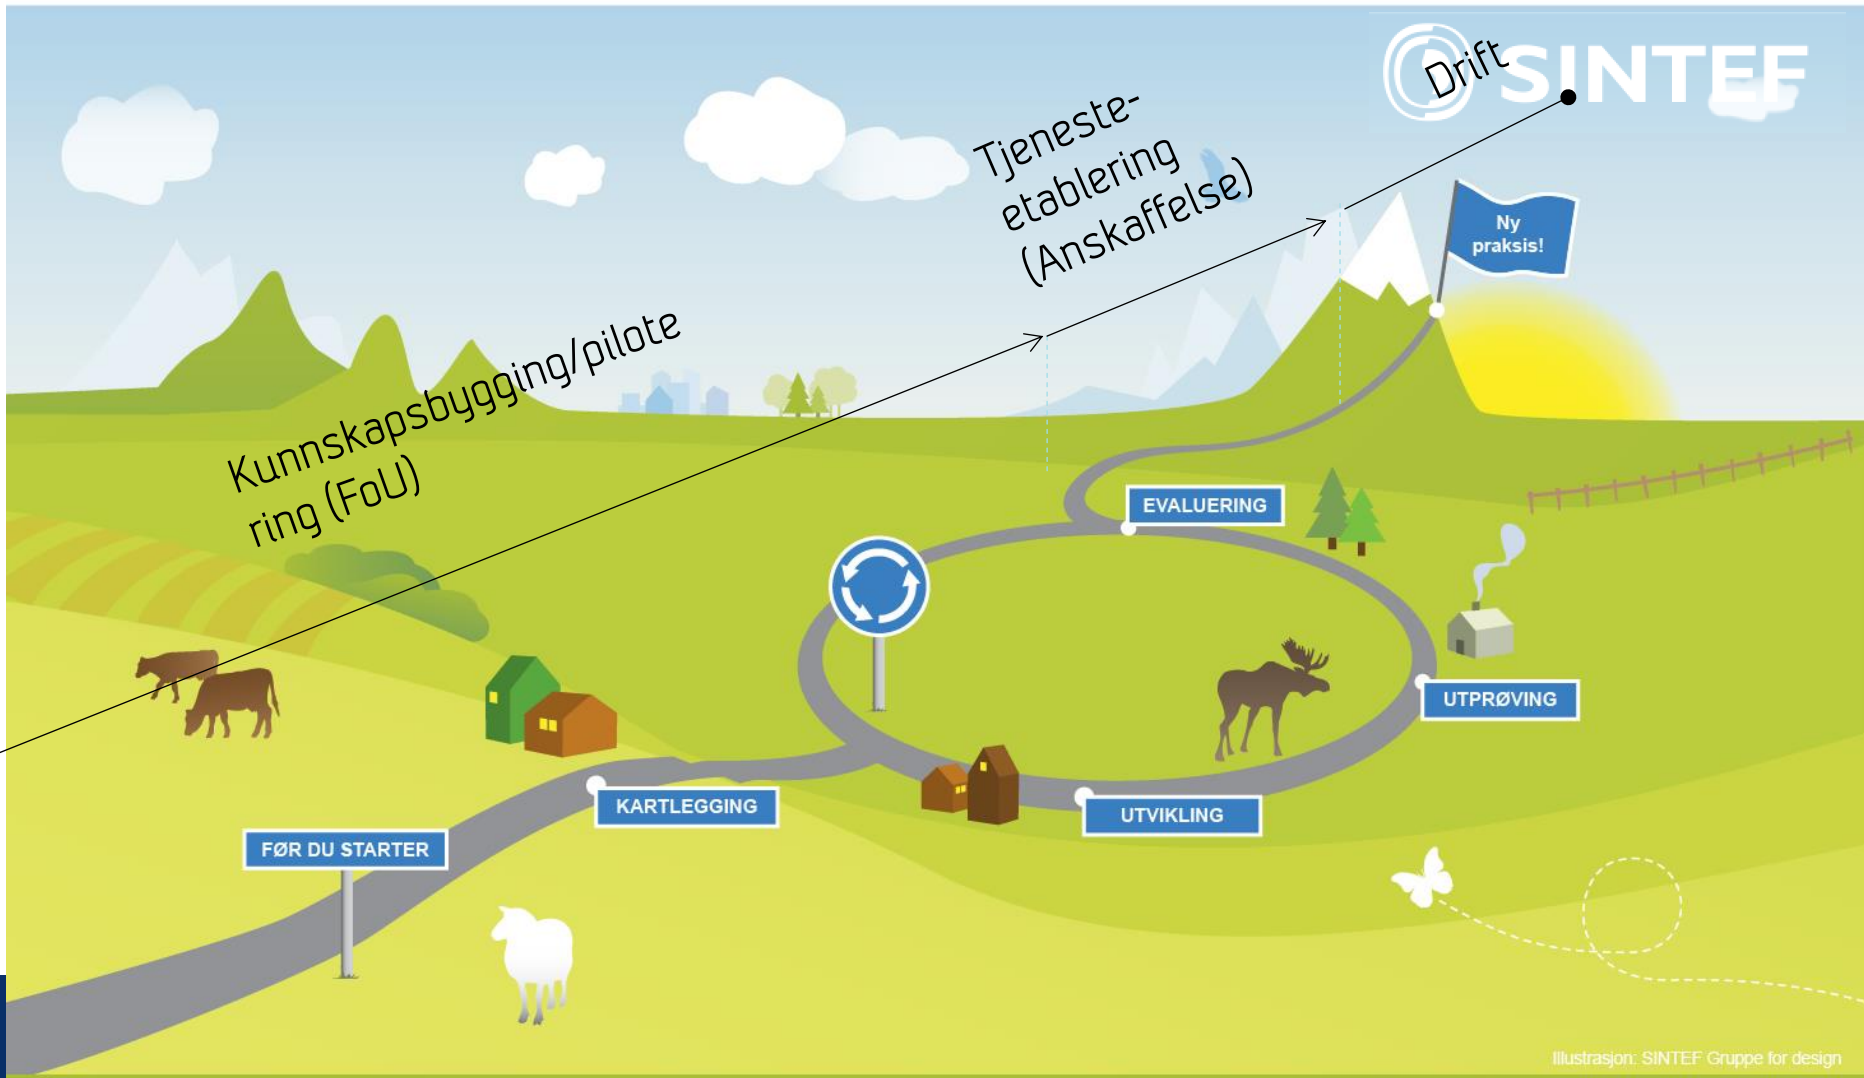 SINTEF
Drift
Tjeneste-
etablering
(Anskaffelse)
Ny
praksis!
Kunnskapsbygging/pilote
ring (FoU)
EVALUERING
UTPRØVING
KARTLEGGING
UTVIKLING
FØR DU STARTER
Illustrasjon: SINTEF Gruppe for design